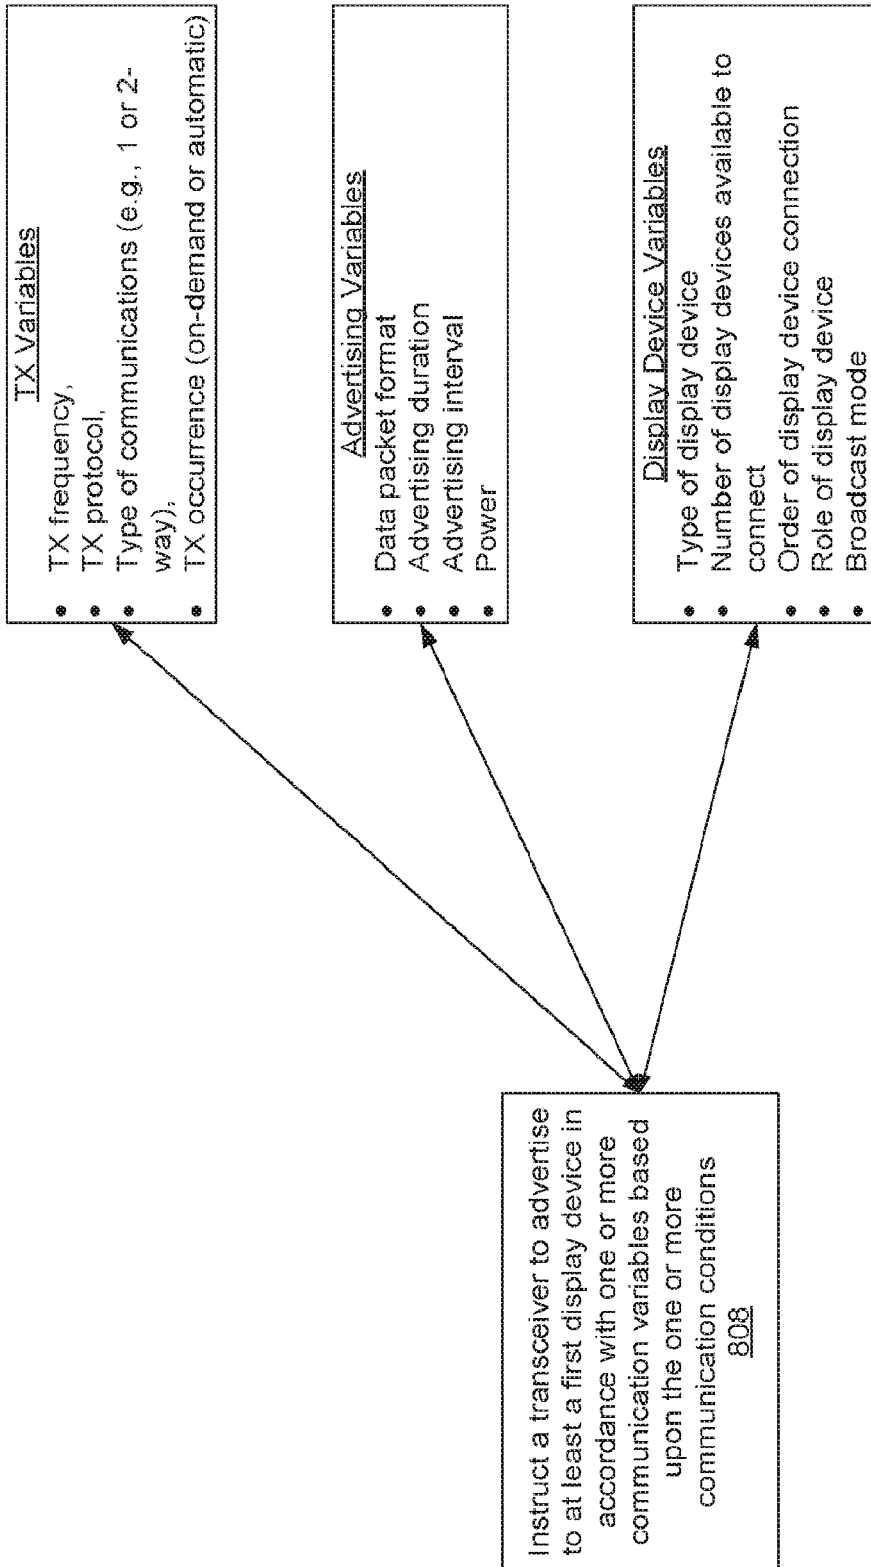 Instruct a transceiver to advertise
to at least a first display device in
accordance with one or more
communication variables based
upon the one or more
communication conditions
808
TX Variables
• TX frequency,
• TX protocol,
• Type of communications (e.g., 1 or 2-
way),
• TX occurrence (on-demand or automatic)
Advertising Variables
• Data packet format
• Advertising duration
• Advertising interval
• Power
Display Device Variables
• Type of display device
• Number of display devices available to
connect
• Order of display device connection
• Role of display device
• Broadcast mode